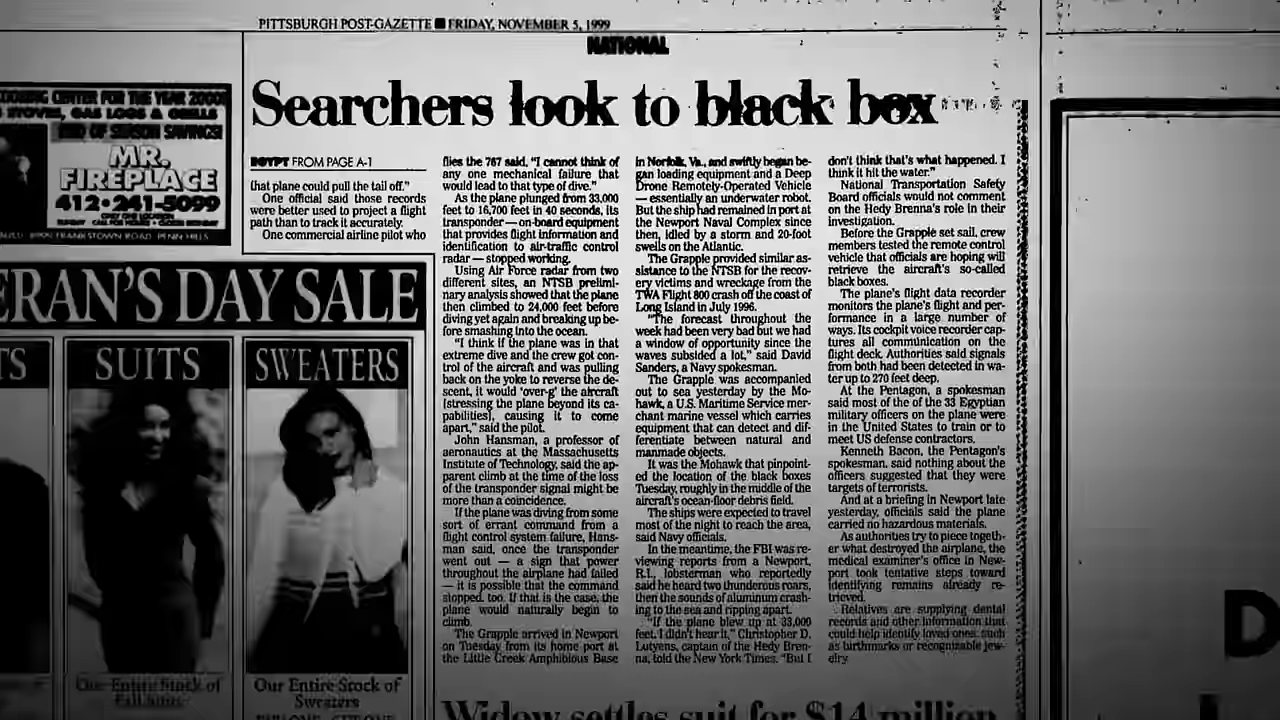 PITTSBURGH POST-GAZETTE ■ FRIDAY, NOVEMBER 5, 1999
NATIONAL
Searchers look to black box
EGYPT FROM PAGE A-1
that plane could pull the tail off."
One official said those records
were better used to project a flight
path than to track it accurately.
One commercial airline pilot who
flies the 767 said, "I cannot think of
any one mechanical failure that
would lead to that type of dive."
As the plane plunged from 33,000
feet to 16,700 feet in 40 seconds, its
transponder — on-board equipment
that provides flight information and
identification to air-traffic control
radar — stopped working.
Using Air Force radar from two
different sites, an NTSB prelimi-
nary analysis showed that the plane
then climbed to 24,000 feet before
diving yet again and breaking up be-
fore smashing into the ocean.
"I think if the plane was in that
extreme dive and the crew got con-
trol of the aircraft and was pulling
back on the yoke to reverse the de-
scent, it would 'over-g' the aircraft
[stressing the plane beyond its ca-
pabilities], causing it to come
apart," said the pilot.
John Hansman, a professor of
aeronautics at the Massachusetts
Institute of Technology, said the ap-
parent climb at the time of the loss
of the transponder signal might be
more than a coincidence.
If the plane was diving from some
sort of errant command from a
flight control system failure, Hans-
man said, once the transponder
went out — a sign that power
throughout the airplane had failed
— it is possible that the command
stopped, too. If that is the case, the
plane would naturally begin to
climb.
The Grapple arrived in Newport
on Tuesday from its home port at
the Little Creek Amphibious Base
in Norfolk, Va., and swiftly began be-
gan loading equipment and a Deep
Drone Remotely-Operated Vehicle
— essentially an underwater robot.
But the ship had remained in port at
the Newport Naval Complex since
then, idled by a storm and 20-foot
swells on the Atlantic.
The Grapple provided similar as-
sistance to the NTSB for the recov-
ery victims and wreckage from the
TWA Flight 800 crash off the coast of
Long Island in July 1996.
"The forecast throughout the
week had been very bad but we had
a window of opportunity since the
waves subsided a lot," said David
Sanders, a Navy spokesman.
The Grapple was accompanied
out to sea yesterday by the Mo-
hawk, a U.S. Maritime Service mer-
chant marine vessel which carries
equipment that can detect and dif-
ferentiate between natural and
manmade objects.
It was the Mohawk that pinpoint-
ed the location of the black boxes
Tuesday, roughly in the middle of the
aircraft's ocean-floor debris field.
The ships were expected to travel
most of the night to reach the area,
said Navy officials.
In the meantime, the FBI was re-
viewing reports from a Newport,
R.I., lobsterman who reportedly
said he heard two thunderous roars,
then the sounds of aluminum crash-
ing to the sea and ripping apart.
"If the plane blew up at 33,000
feet, I didn't hear it," Christopher D.
Lutyens, captain of the Hedy Bren-
na, told the New York Times. "But I
don't think that's what happened. I
think it hit the water."
National Transportation Safety
Board officials would not comment
on the Hedy Brenna's role in their
investigation.
Before the Grapple set sail, crew
members tested the remote control
vehicle that officials are hoping will
retrieve the aircraft's so-called
black boxes.
The plane's flight data recorder
monitors the plane's flight and per-
formance in a large number of
ways. Its cockpit voice recorder cap-
tures all communication on the
flight deck. Authorities said signals
from both had been detected in wa-
ter up to 270 feet deep.
At the Pentagon, a spokesman
said most of the of the 33 Egyptian
military officers on the plane were
in the United States to train or to
meet US defense contractors.
Kenneth Bacon, the Pentagon's
spokesman, said nothing about the
officers suggested that they were
targets of terrorists.
And at a briefing in Newport late
yesterday, officials said the plane
carried no hazardous materials.
As authorities try to piece togeth-
er what destroyed the airplane, the
medical examiner's office in New-
port took tentative steps toward
identifying remains already re-
trieved.
Relatives are supplying dental
records and other information that
could help identify loved ones, such
as birthmarks or recognizable jew-
elry.
CENTER FOR THE YEAR 2000
STOVES, GAS LOGS & GRILLS
END OF SEASON SAVINGS!
MR.
FIREPLACE
412·241-5099
FRANKSTOWN ROAD PENN HILLS
ERAN'S DAY SALE
TS
SUITS
SWEATERS
Our Entire Stock of
Fall Suits
Our Entire Stock of
Sweaters
Widow settles suit for $14 million
D